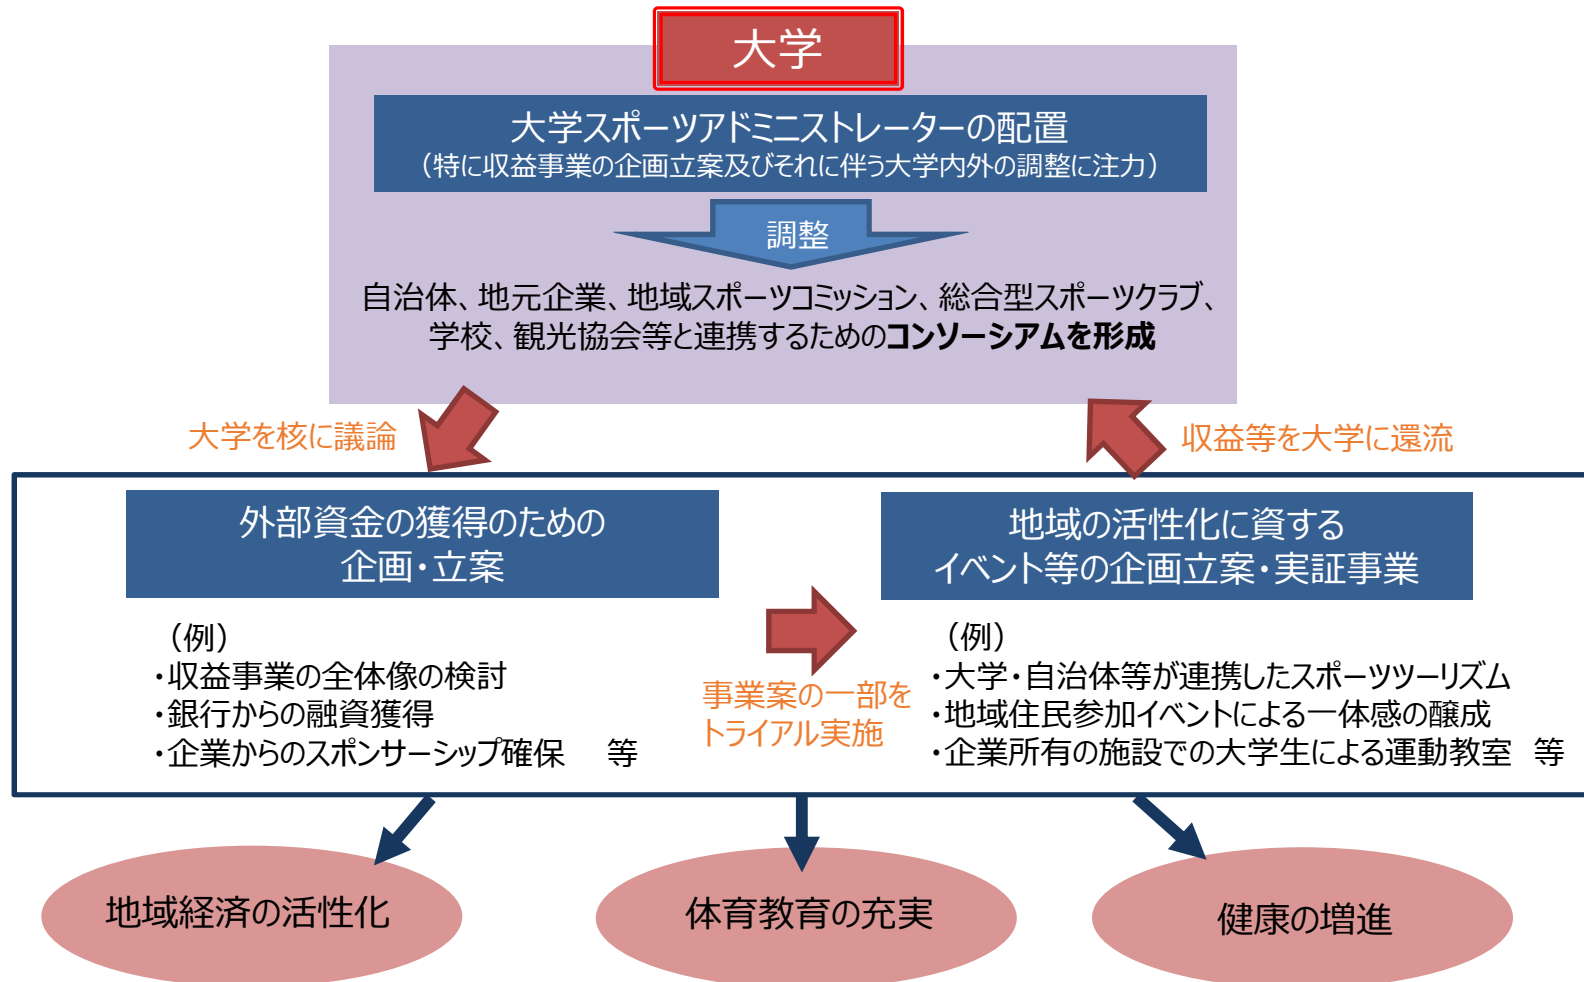 大学
大学スポーツアドミニストレーターの配置
（特に収益事業の企画立案及びそれに伴う大学内外の調整に注力）
調整
自治体、地元企業、地域スポーツコミッション、総合型スポーツクラブ、
学校、観光協会等と連携するためのコンソーシアムを形成
大学を核に議論
収益等を大学に還流
外部資金の獲得のための
企画・立案
（例）
・収益事業の全体像の検討
・銀行からの融資獲得
・企業からのスポンサーシップ確保　等
事業案の一部を
トライアル実施
地域の活性化に資する
イベント等の企画立案・実証事業
（例）
・大学・自治体等が連携したスポーツツーリズム
・地域住民参加イベントによる一体感の醸成
・企業所有の施設での大学生による運動教室　等
地域経済の活性化
体育教育の充実
健康の増進